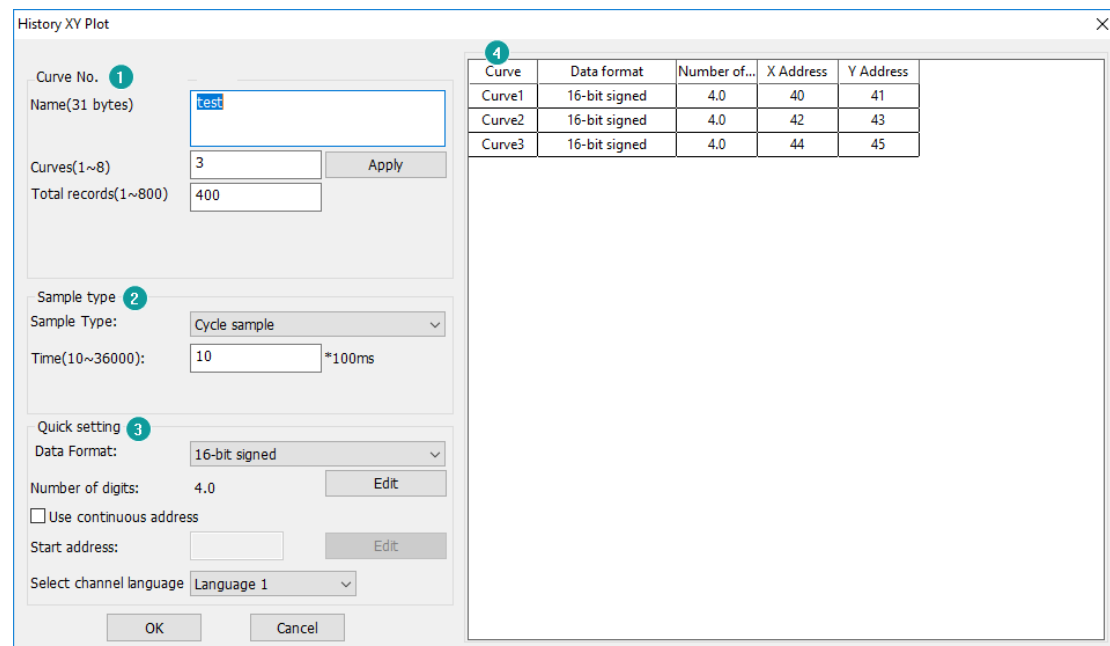 History XY Plot
Curve No. 1
Name(31 bytes) test
Curves(1~8) 3 Apply
Total records(1~800) 400
Sample type 2
Sample Type: Cycle sample
Time(10~36000): 10 *100ms
Quick setting 3
Data Format: 16-bit signed
Number of digits: 4.0 Edit
Use continuous address
Start address: Edit
Select channel language Language 1
OK Cancel
4
Curve Data format Number of... X Address Y Address
Curve1 16-bit signed 4.0 40 41
Curve2 16-bit signed 4.0 42 43
Curve3 16-bit signed 4.0 44 45